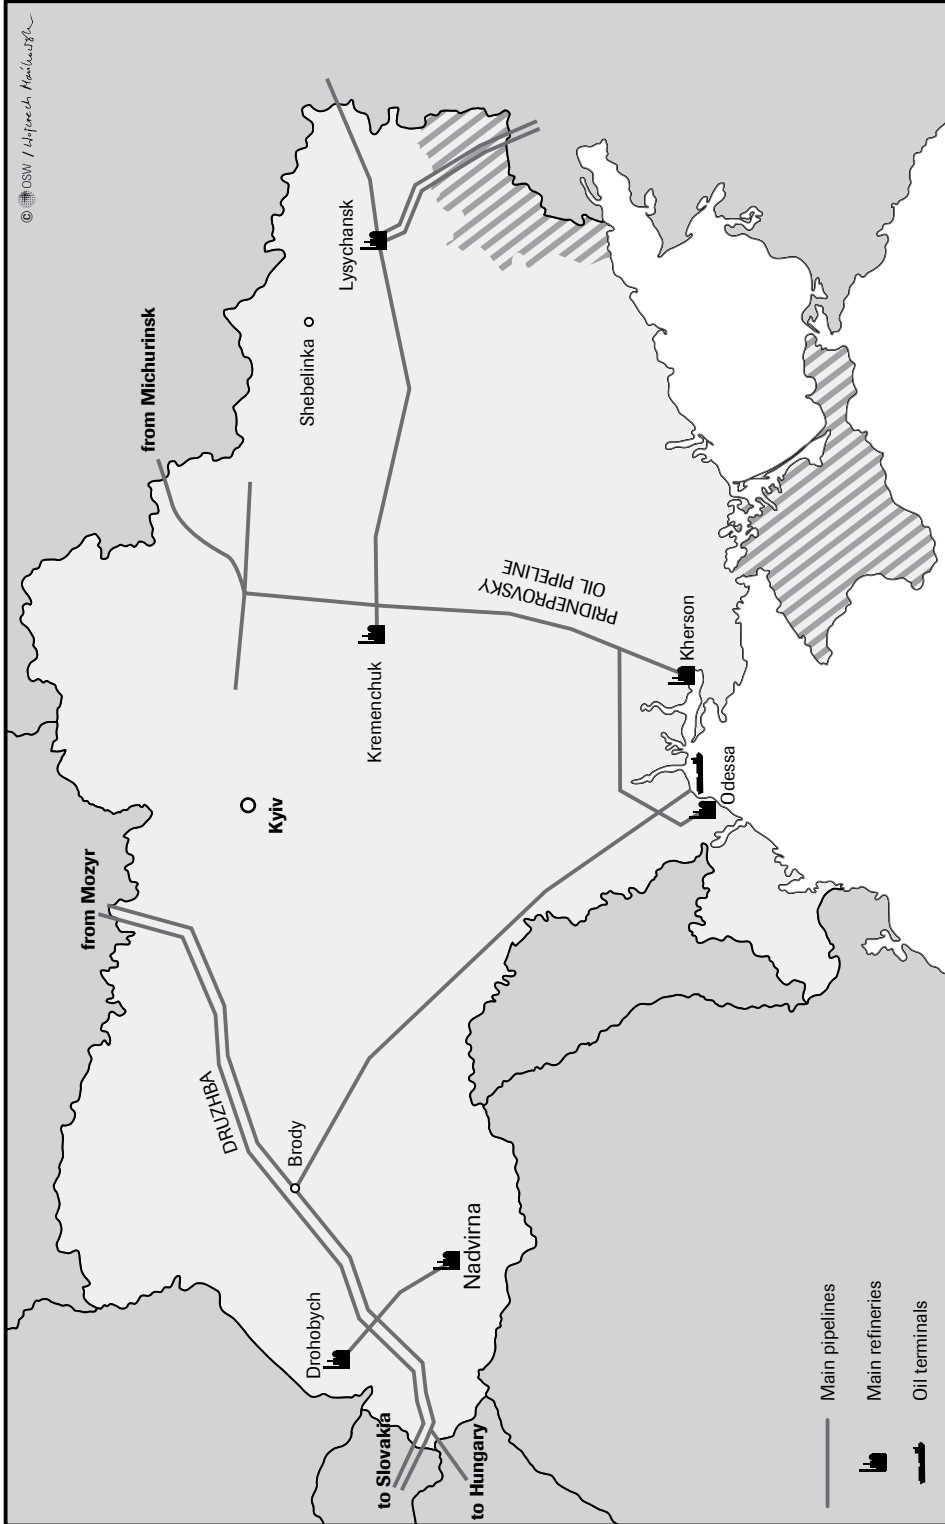 © OSW / Wojciech Mańkowski
from Michurinsk
from Mozyr
Lysychansk
Shebelinka
Kyiv
Kremenchuk
PRIDNEPROVSKY
OIL PIPELINE
DRUZHBA
Brody
Kherson
Odessa
Drohobych
Nadvirna
to Slovakia
to Hungary
Main pipelines
Main refineries
Oil terminals